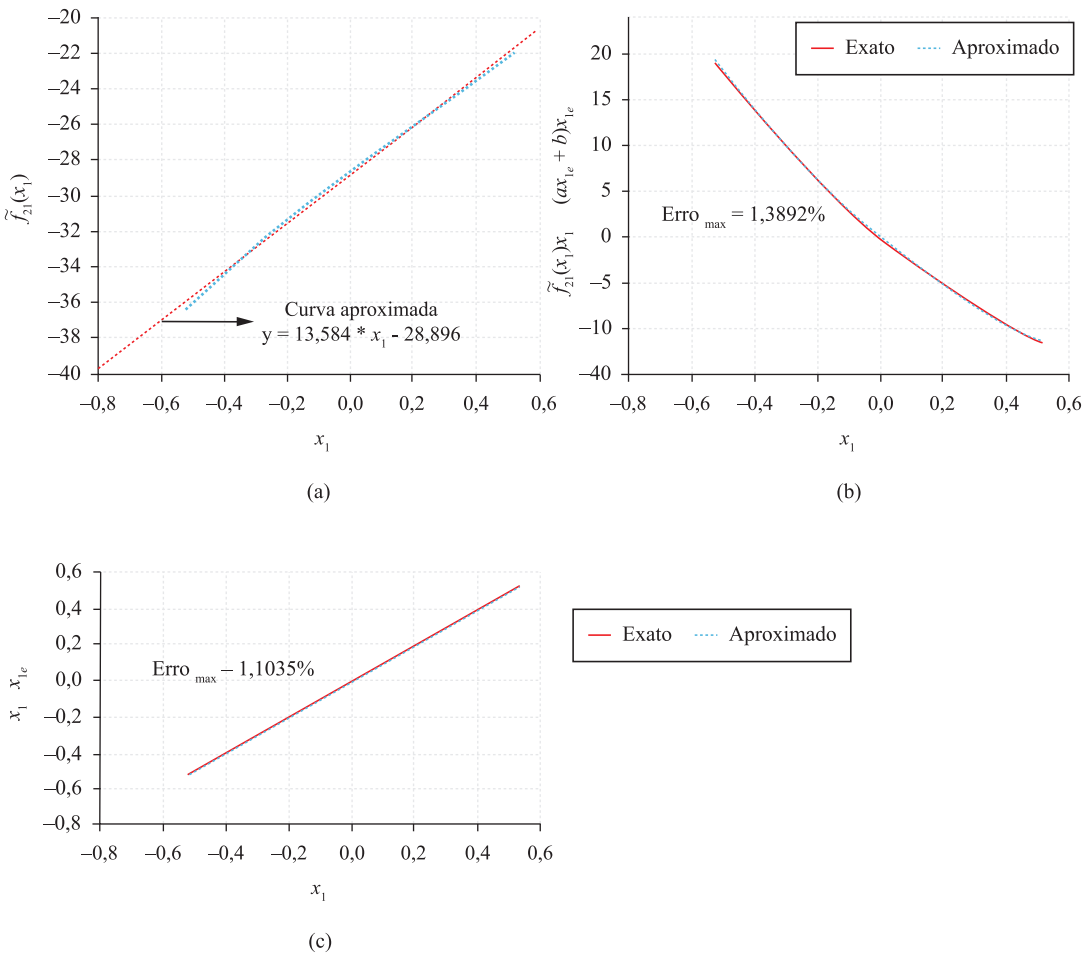 −20
−22
−24
−26
−28
−30
−32
−34
−36
−38
−40
f̃₂₁(x₁)
Curva aproximada
y = 13,584 * x₁ - 28,896
−0,8 −0,6 −0,4 −0,2 0,0 0,2 0,4 0,6
x₁
(a)
Exato Aproximado
20
15
10
5
0
−5
−10
−40
f̃₂₁(x₁)x₁ (ax₁ₑ + b)x₁ₑ
Erro max = 1,3892%
−0,8 −0,6 −0,4 −0,2 0,0 0,2 0,4 0,6
x₁
(b)
0,6
0,4
0,2
0,0
−0,2
−0,4
−0,6
−0,8
x₁ x₁ₑ
Erro max – 1,1035%
−0,8 −0,6 −0,4 −0,2 0,0 0,2 0,4 0,6
x₁
(c)
Exato Aproximado